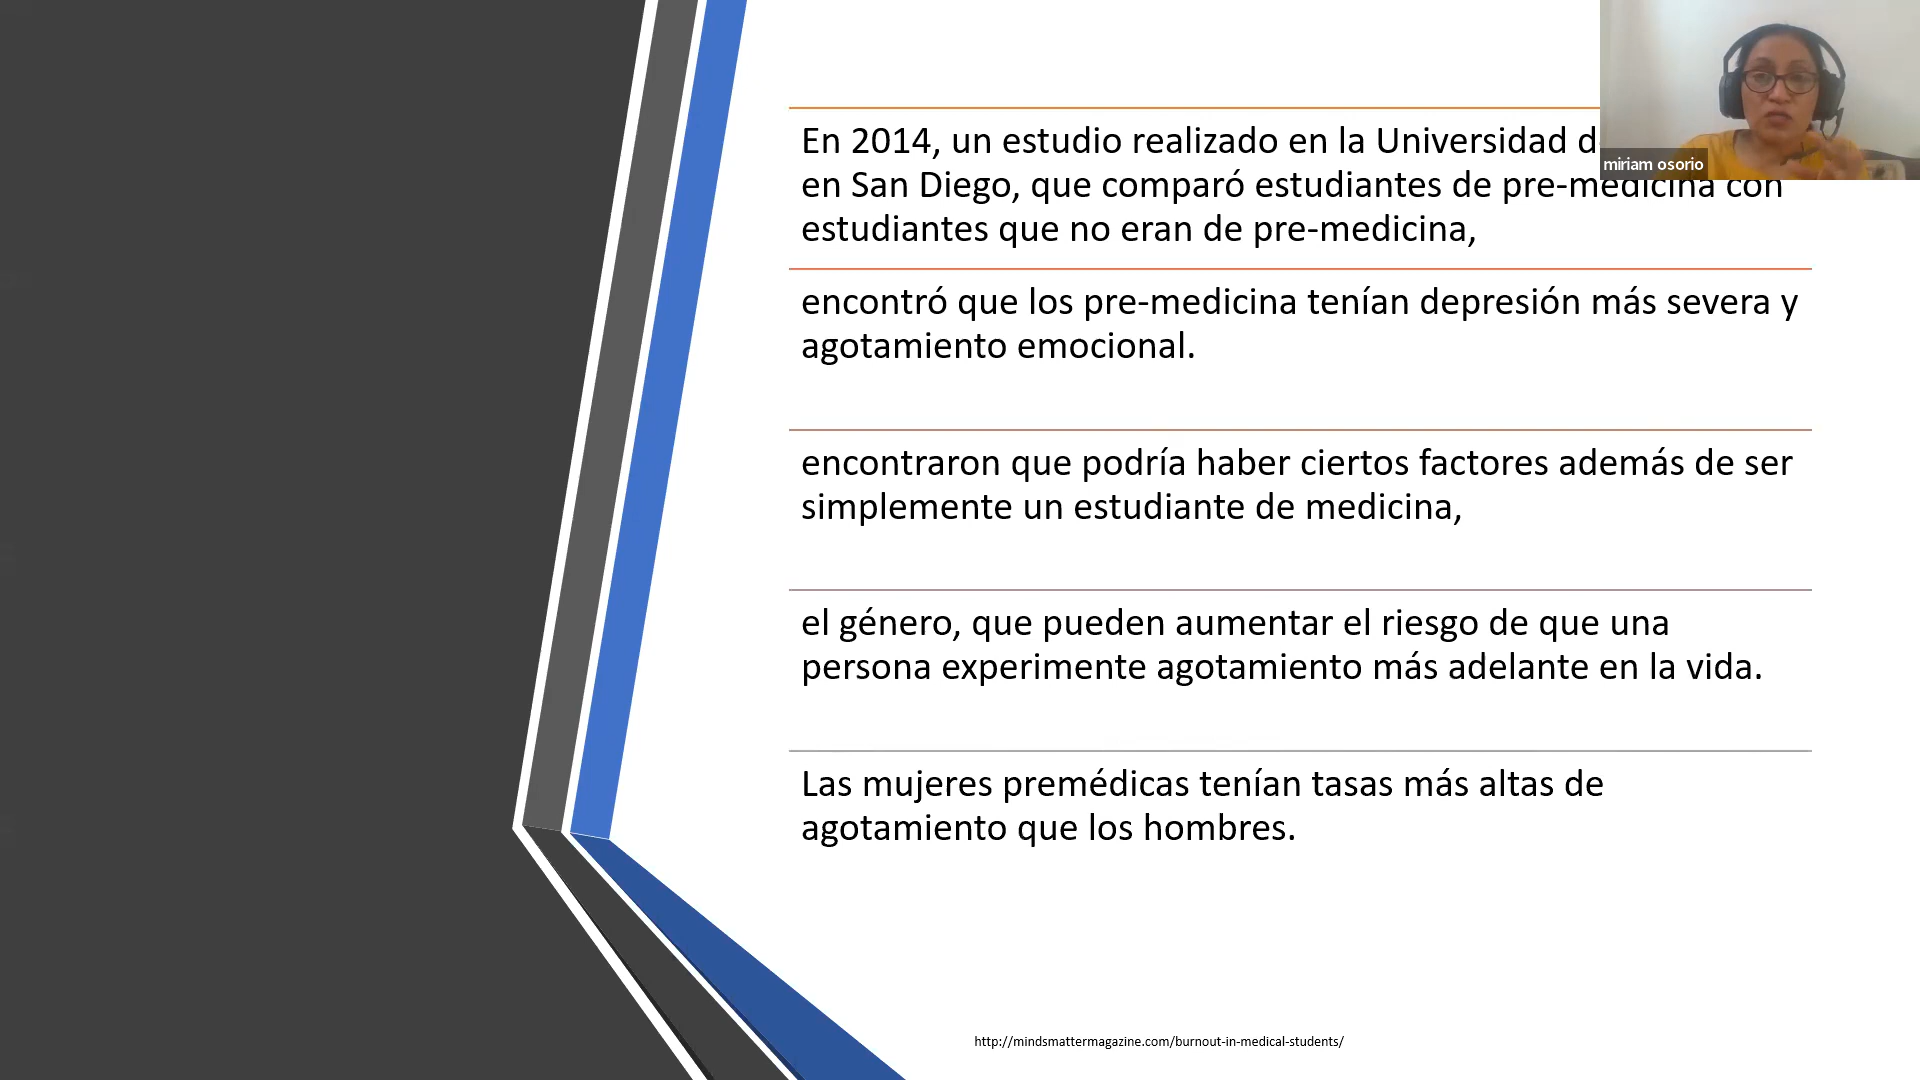 En 2014, un estudio realizado en la Universidad
en San Diego, que comparó estudiantes de pre-medicina con
estudiantes que no eran de pre-medicina,
encontró que los pre-medicina tenían depresión más severa y
agotamiento emocional.
encontraron que podría haber ciertos factores además de ser
simplemente un estudiante de medicina,
el género, que pueden aumentar el riesgo de que una
persona experimente agotamiento más adelante en la vida.
Las mujeres premédicas tenían tasas más altas de
agotamiento que los hombres.
http://mindsmattermagazine.com/burnout-in-medical-students/
miriam osorio